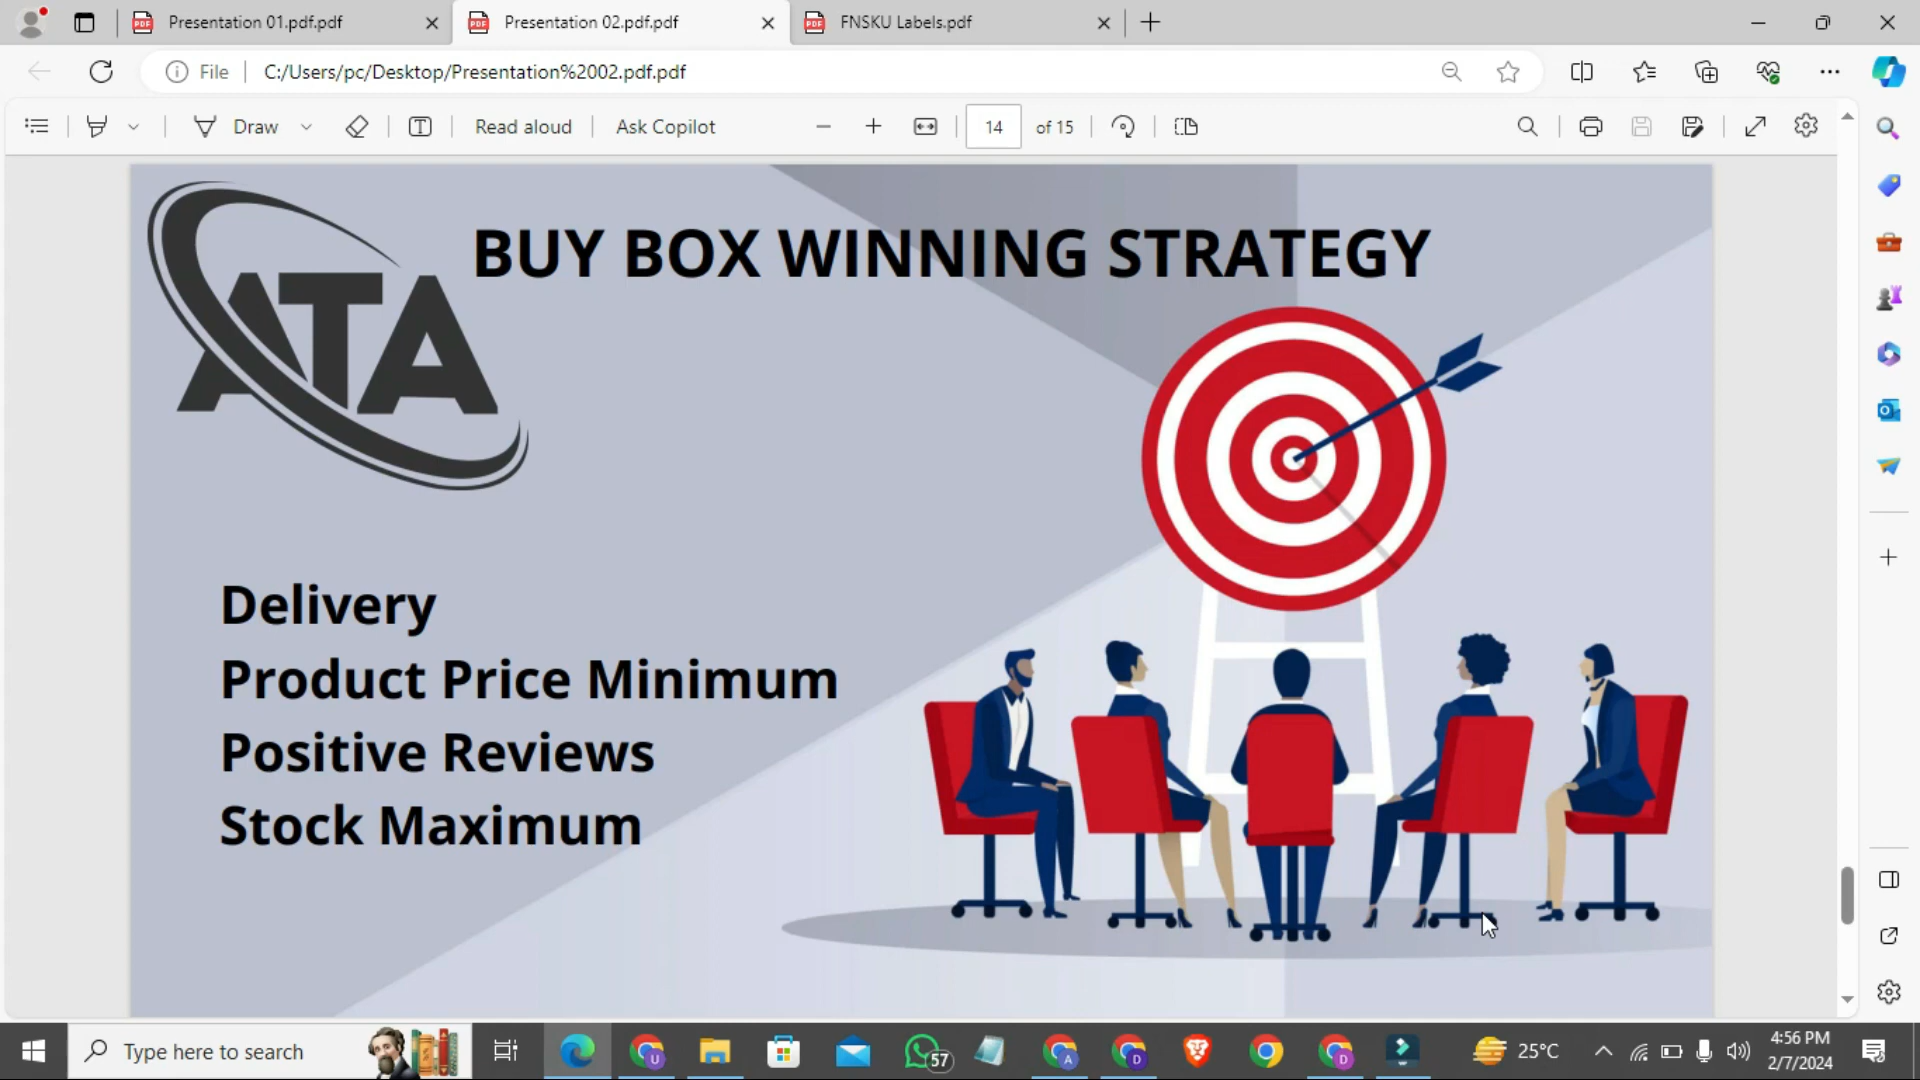 Presentation 01.pdf.pdf
Presentation 02.pdf.pdf
FNSKU Labels.pdf
File
C:/Users/pc/Desktop/Presentation%2002.pdf.pdf
Draw
Read aloud
Ask Copilot
14
of 15
ATA
BUY BOX WINNING STRATEGY
Delivery
Product Price Minimum
Positive Reviews
Stock Maximum
Type here to search
57
25°C
4:56 PM
2/7/2024